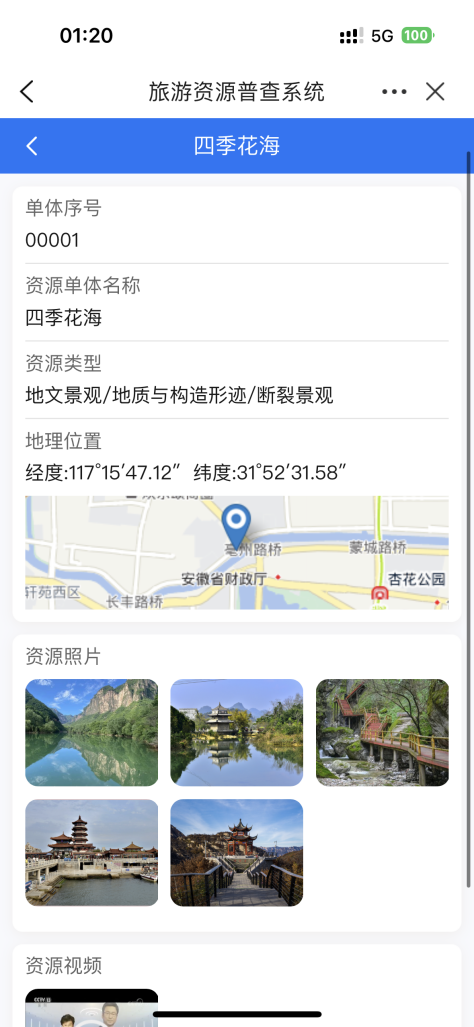 01:20
5G 100
旅游资源普查系统
四季花海
单体序号
00001
资源单体名称
四季花海
资源类型
地文景观/地质与构造形迹/断裂景观
地理位置
经度:117°15′47.12″ 纬度:31°52′31.58″
亳州路桥
蒙城路桥
安徽省财政厅
杏花公园
轩苑西区
长丰路桥
资源照片
资源视频